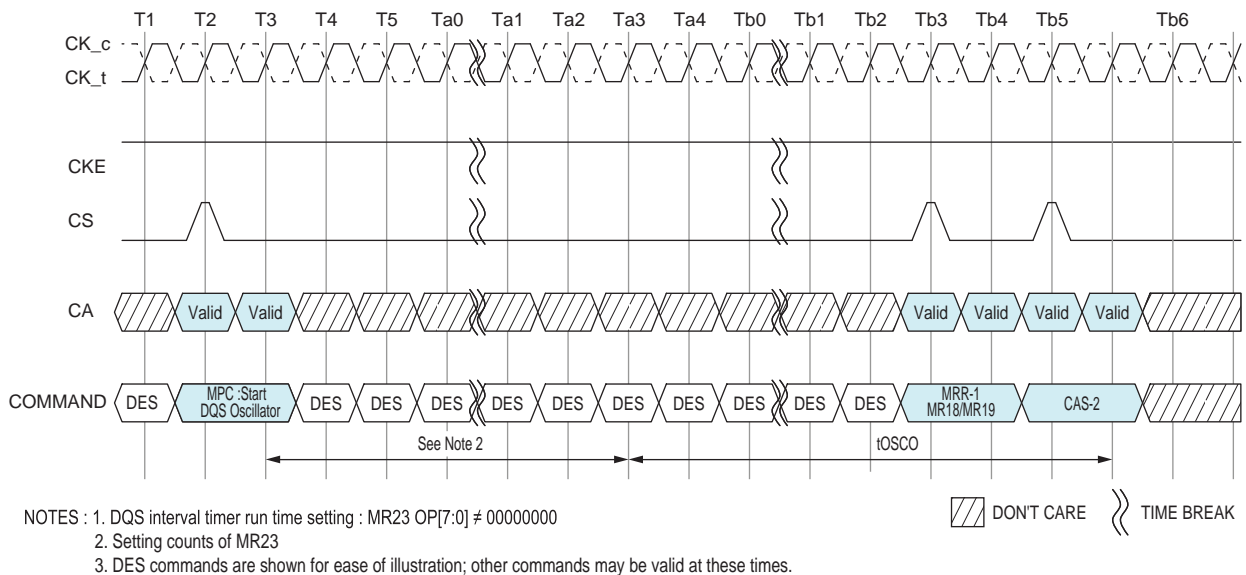 T1 T2 T3 T4 T5 Ta0 Ta1 Ta2 Ta3 Ta4 Tb0 Tb1 Tb2 Tb3 Tb4 Tb5 Tb6
CK_c
CK_t
CKE
CS
CA Valid Valid Valid Valid Valid Valid
COMMAND DES MPC :Start DES DES DES DES DES DES DES DES DES DES MRR-1 CAS-2
DQS Oscillator MR18/MR19
See Note 2 tOSCO
NOTES : 1. DQS interval timer run time setting : MR23 OP[7:0] ≠ 00000000
2. Setting counts of MR23
3. DES commands are shown for ease of illustration; other commands may be valid at these times.
DON'T CARE TIME BREAK